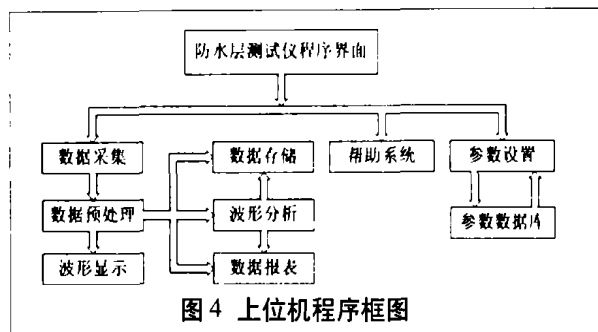 防水层测试仪程序界面
数据采集
数据存储
帮助系统
参数设置
数据预处理
波形分析
参数数据库
波形显示
数据报表
图4 上位机程序框图